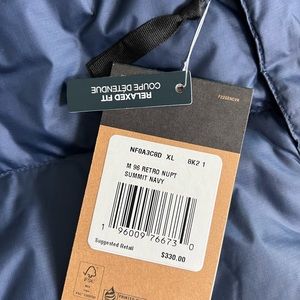 RELAXED FIT
COUPE DÉTENDUE
NF0A3C8D XL 8K2 1
M 96 RETRO NUPT
SUMMIT NAVY
1 96009 76673 0
Suggested Retail
$330.00
FSC